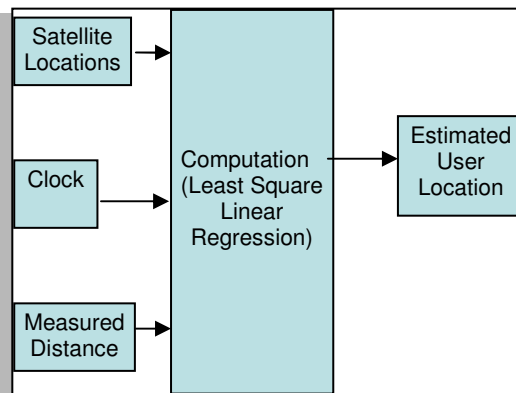 Satellite
Locations
Clock
Measured
Distance
Computation
(Least Square
Linear
Regression)
Estimated
User
Location